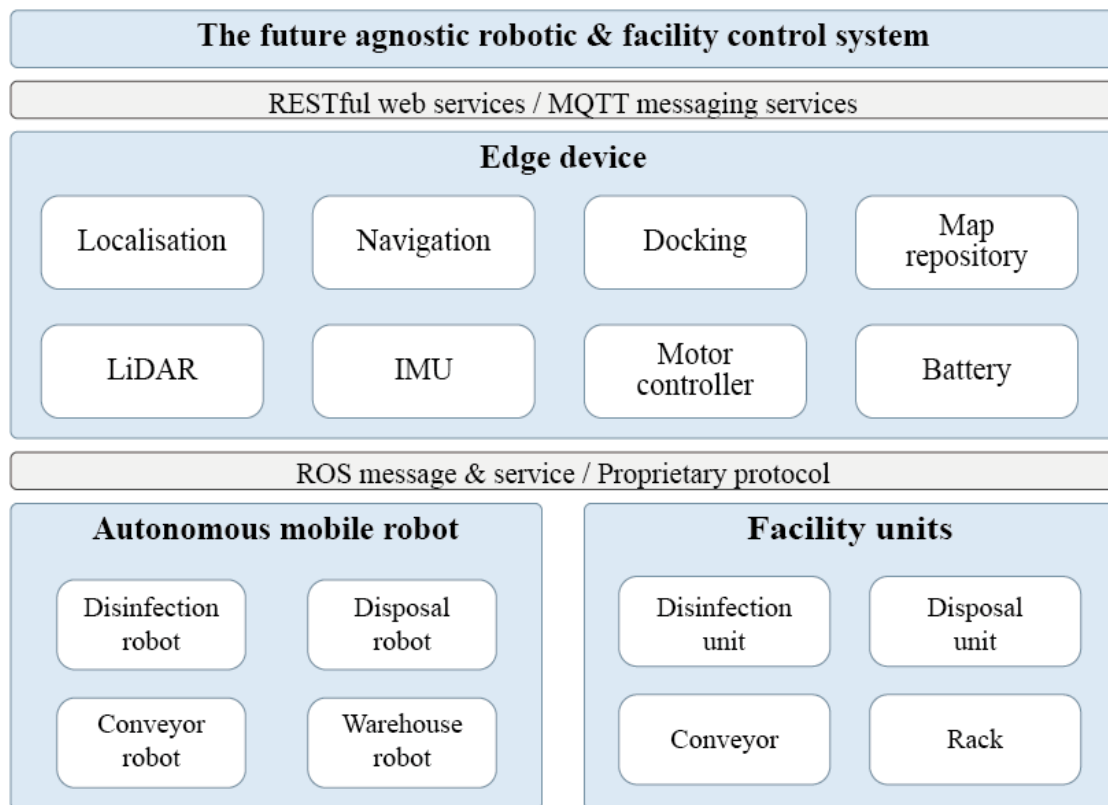 The future agnostic robotic & facility control system
RESTful web services / MQTT messaging services
Edge device
Localisation
Navigation
Docking
Map
repository
LiDAR
IMU
Motor
controller
Battery
ROS message & service / Proprietary protocol
Autonomous mobile robot
Disinfection
robot
Disposal
robot
Conveyor
robot
Warehouse
robot
Facility units
Disinfection
unit
Disposal
unit
Conveyor
Rack